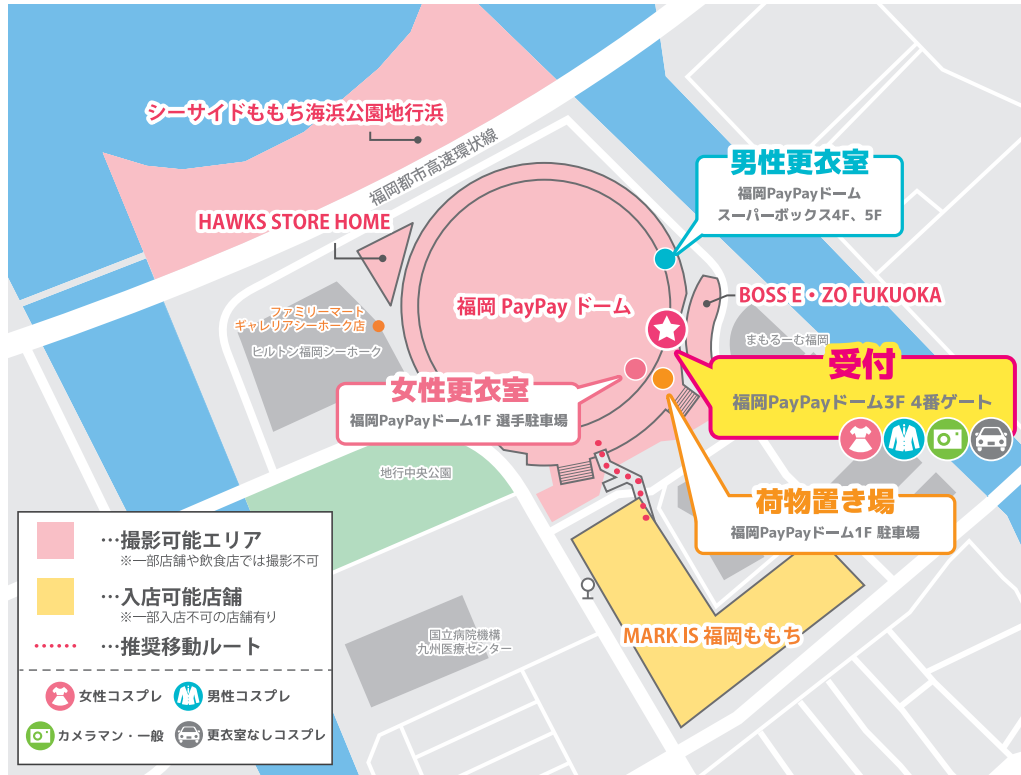 シーサイドももち海浜公園地行浜
福岡都市高速環状線
HAWKS STORE HOME
男性更衣室
福岡PayPayドーム
スーパーボックス4F、5F
福岡 PayPay ドーム
BOSS E・ZO FUKUOKA
ファミリーマート
ギャレリアシーホーク店
ヒルトン福岡シーホーク
まもるーむ福岡
受付
福岡PayPayドーム3F 4番ゲート
女性更衣室
福岡PayPayドーム1F 選手駐車場
地行中央公園
荷物置き場
福岡PayPayドーム1F 駐車場
MARK IS 福岡ももち
国立病院機構
九州医療センター
…撮影可能エリア
※一部店舗や飲食店では撮影不可
…入店可能店舗
※一部入店不可の店舗有り
…推奨移動ルート
女性コスプレ
男性コスプレ
カメラマン・一般
更衣室なしコスプレ